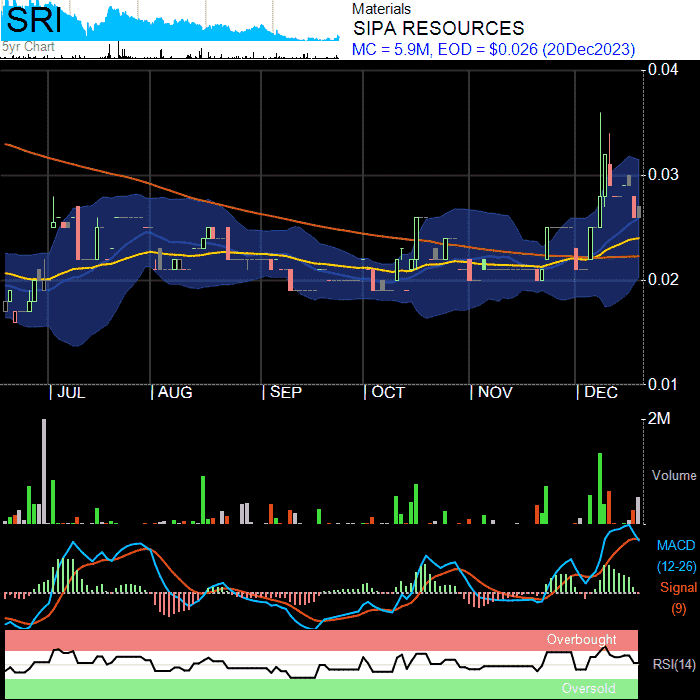 SRI
5yr Chart
Materials
SIPA RESOURCES
MC = 5.9M, EOD = $0.026 (20Dec2023)
0.04
0.03
0.02
0.01
| JUL | AUG | SEP | OCT | NOV | DEC
2M
Volume
MACD
(12-26)
Signal
(9)
Overbought
RSI(14)
Oversold